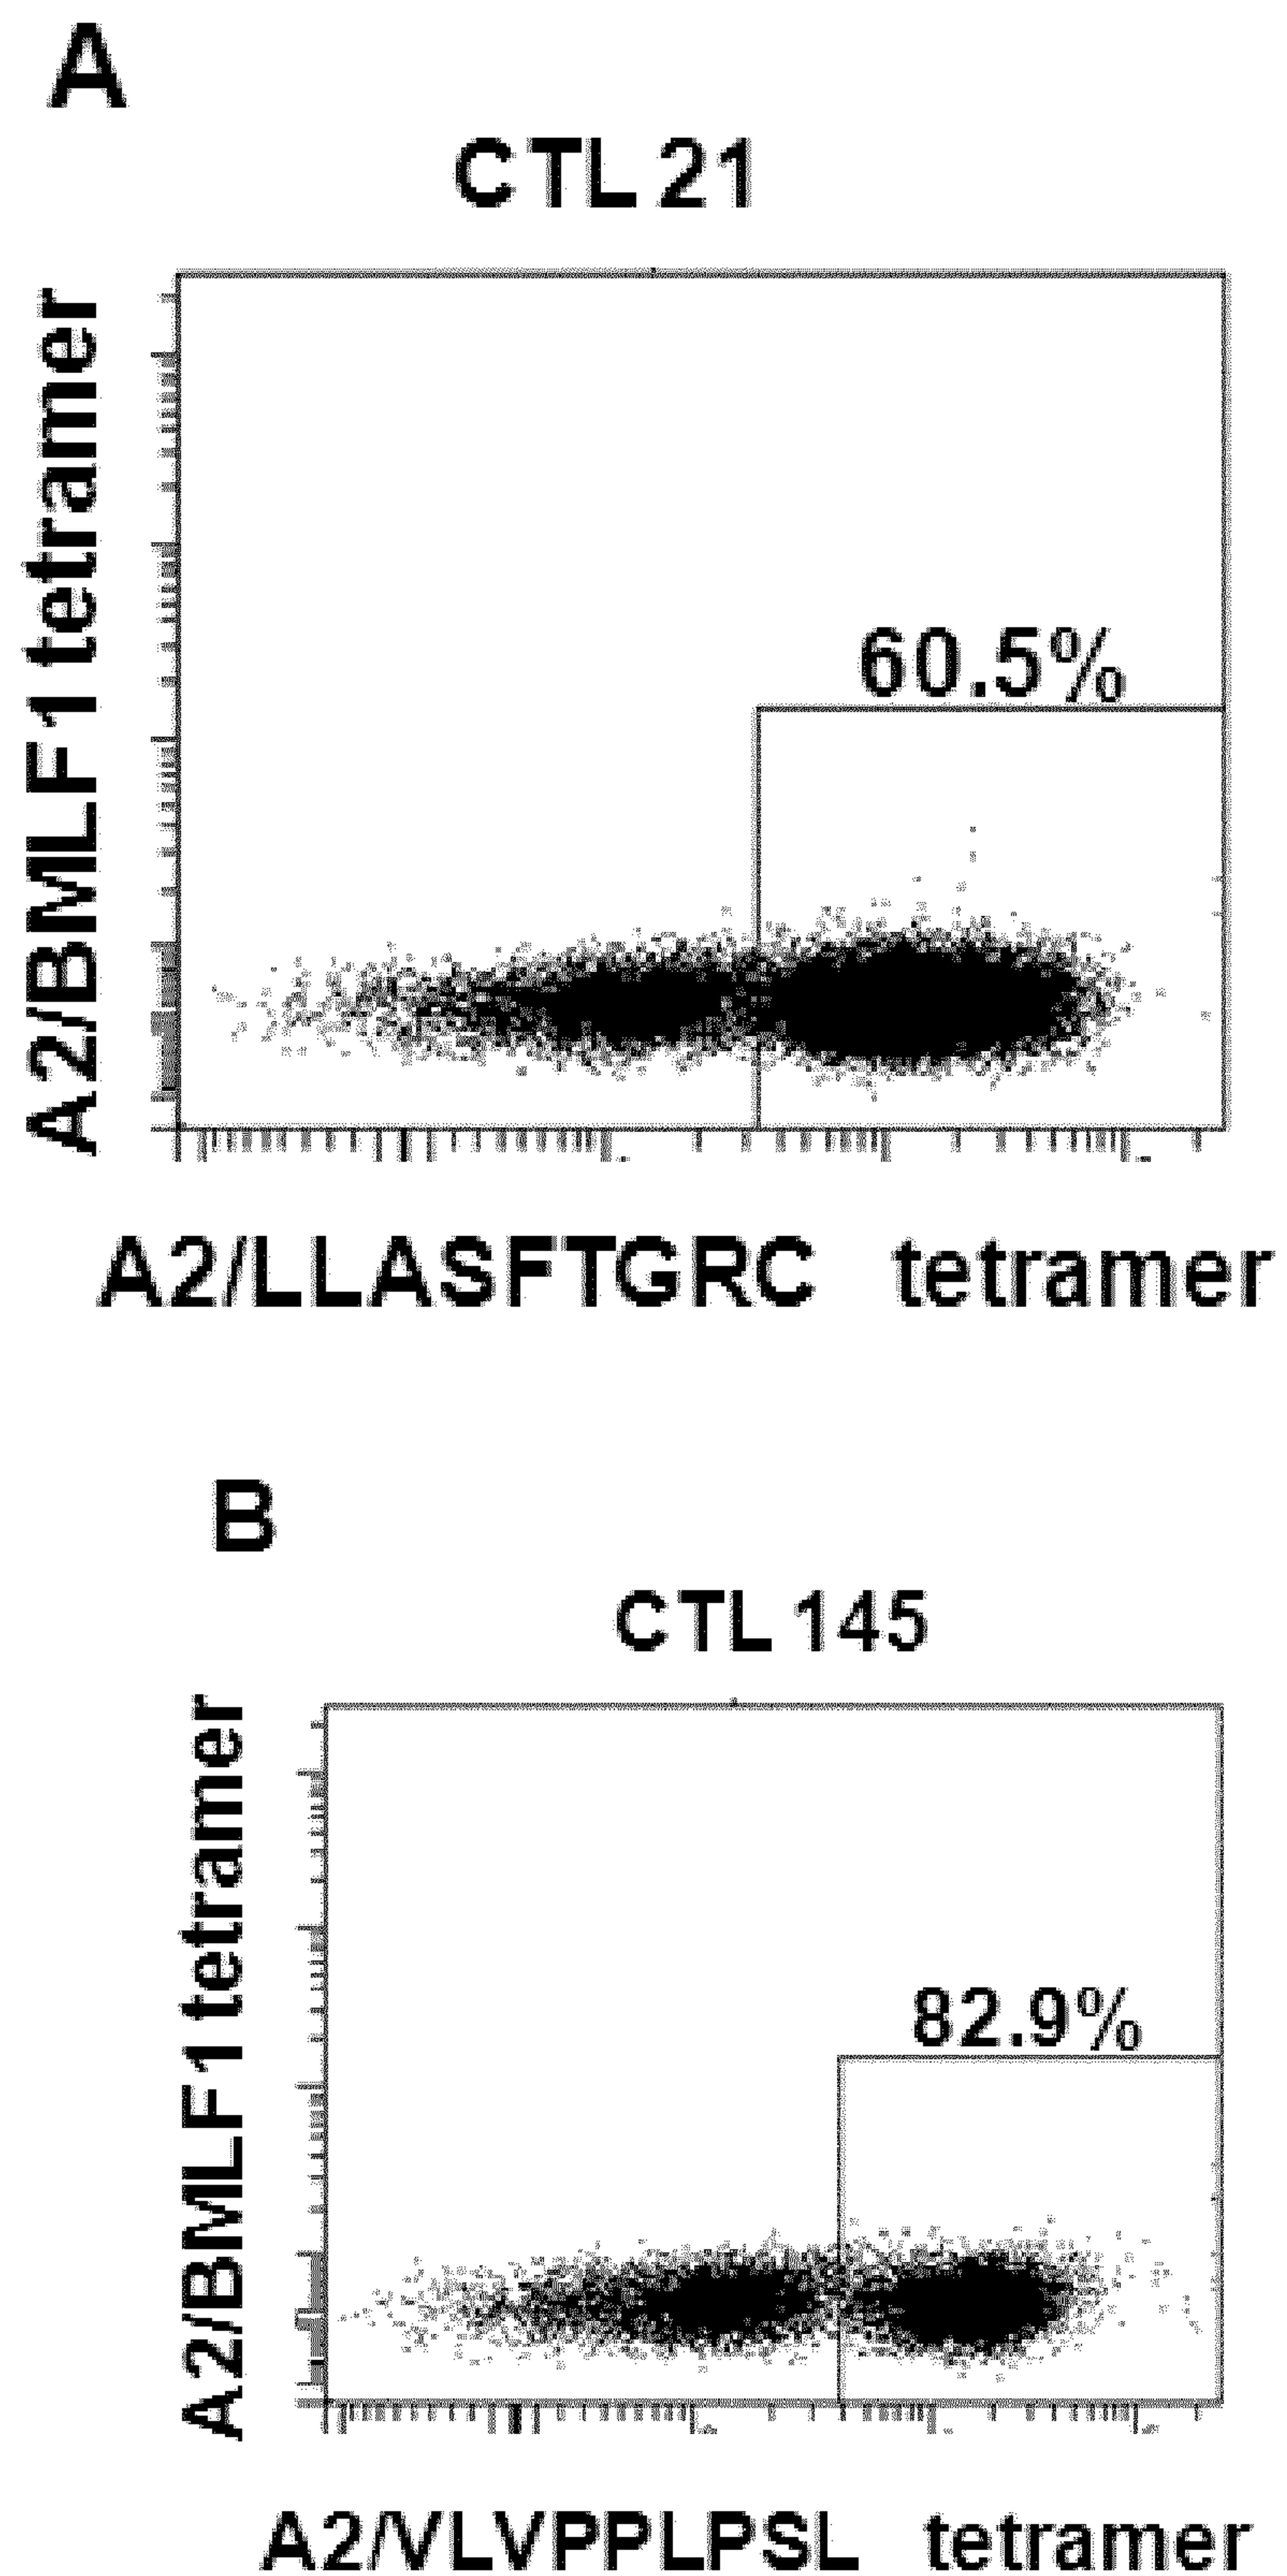 A
CTL 21
A2/BMLF1 tetramer
60.5%
A2/LLASFTGRC tetramer
B
CTL 145
A2/BMLF1 tetramer
82.9%
A2/VLVPPLPSL tetramer